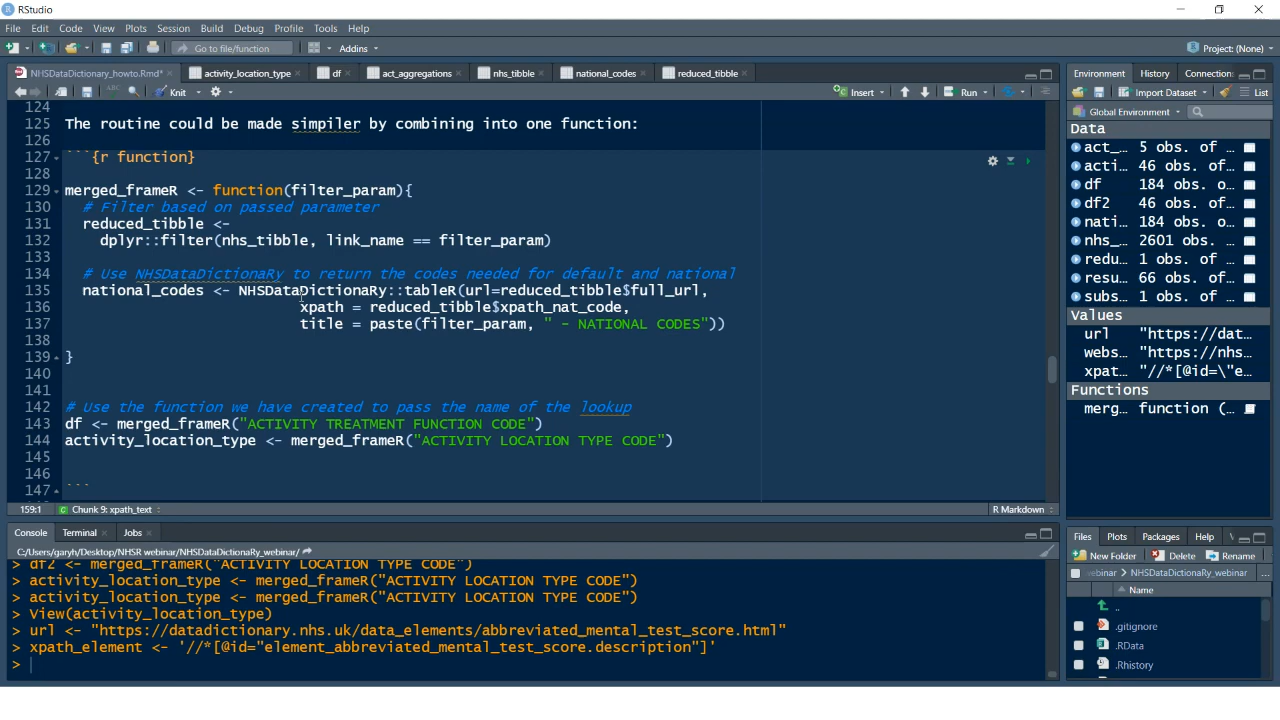 RStudio
File Edit Code View Plots Session Build Debug Profile Tools Help
Go to file/function Addins Project: (None)
NHSDataDictionary_howto.Rmd* activity_location_type df act_aggregations nhs_tibble national_codes reduced_tibble
Knit Insert Run
124
125 The routine could be made simpiler by combining into one function:
126
127 ```{r function}
128
129 merged_frameR <- function(filter_param){
130 # Filter based on passed parameter
131 reduced_tibble <-
132 dplyr::filter(nhs_tibble, link_name == filter_param)
133
134 # Use NHSDataDictionaRy to return the codes needed for default and national
135 national_codes <- NHSDataDictionaRy::tableR(url=reduced_tibble$full_url,
136 xpath = reduced_tibble$xpath_nat_code,
137 title = paste(filter_param, " - NATIONAL CODES"))
138
139 }
140
141
142 # Use the function we have created to pass the name of the lookup
143 df <- merged_frameR("ACTIVITY TREATMENT FUNCTION CODE")
144 activity_location_type <- merged_frameR("ACTIVITY LOCATION TYPE CODE")
145
146
147 ```
159:1 Chunk 9: xpath_text R Markdown
Console Terminal Jobs
C:/Users/garyh/Desktop/NHSR webinar/NHSDataDictionaRy_webinar/
> df2 <- merged_frameR("ACTIVITY LOCATION TYPE CODE")
> activity_location_type <- merged_frameR("ACTIVITY LOCATION TYPE CODE")
> activity_location_type <- merged_frameR("ACTIVITY LOCATION TYPE CODE")
> View(activity_location_type)
> url <- "https://datadictionary.nhs.uk/data_elements/abbreviated_mental_test_score.html"
> xpath_element <- '//*[@id="element_abbreviated_mental_test_score.description"]'
>
Environment History Connection:
Import Dataset List
Global Environment
Data
act_... 5 obs. of ...
acti... 46 obs. of...
df 184 obs. o...
df2 46 obs. of...
nati... 184 obs. o...
nhs_... 2601 obs. ...
redu... 1 obs. of ...
resu... 66 obs. of...
subs... 1 obs. of ...
Values
url "https://dat...
webs... "https://nhs...
xpat... "//*[@id=\"e...
Functions
merg... function (...
Files Plots Packages Help
New Folder Delete Rename
ebinar NHSDataDictionaRy_webinar ...
Name
..
.gitignore
.RData
.Rhistory